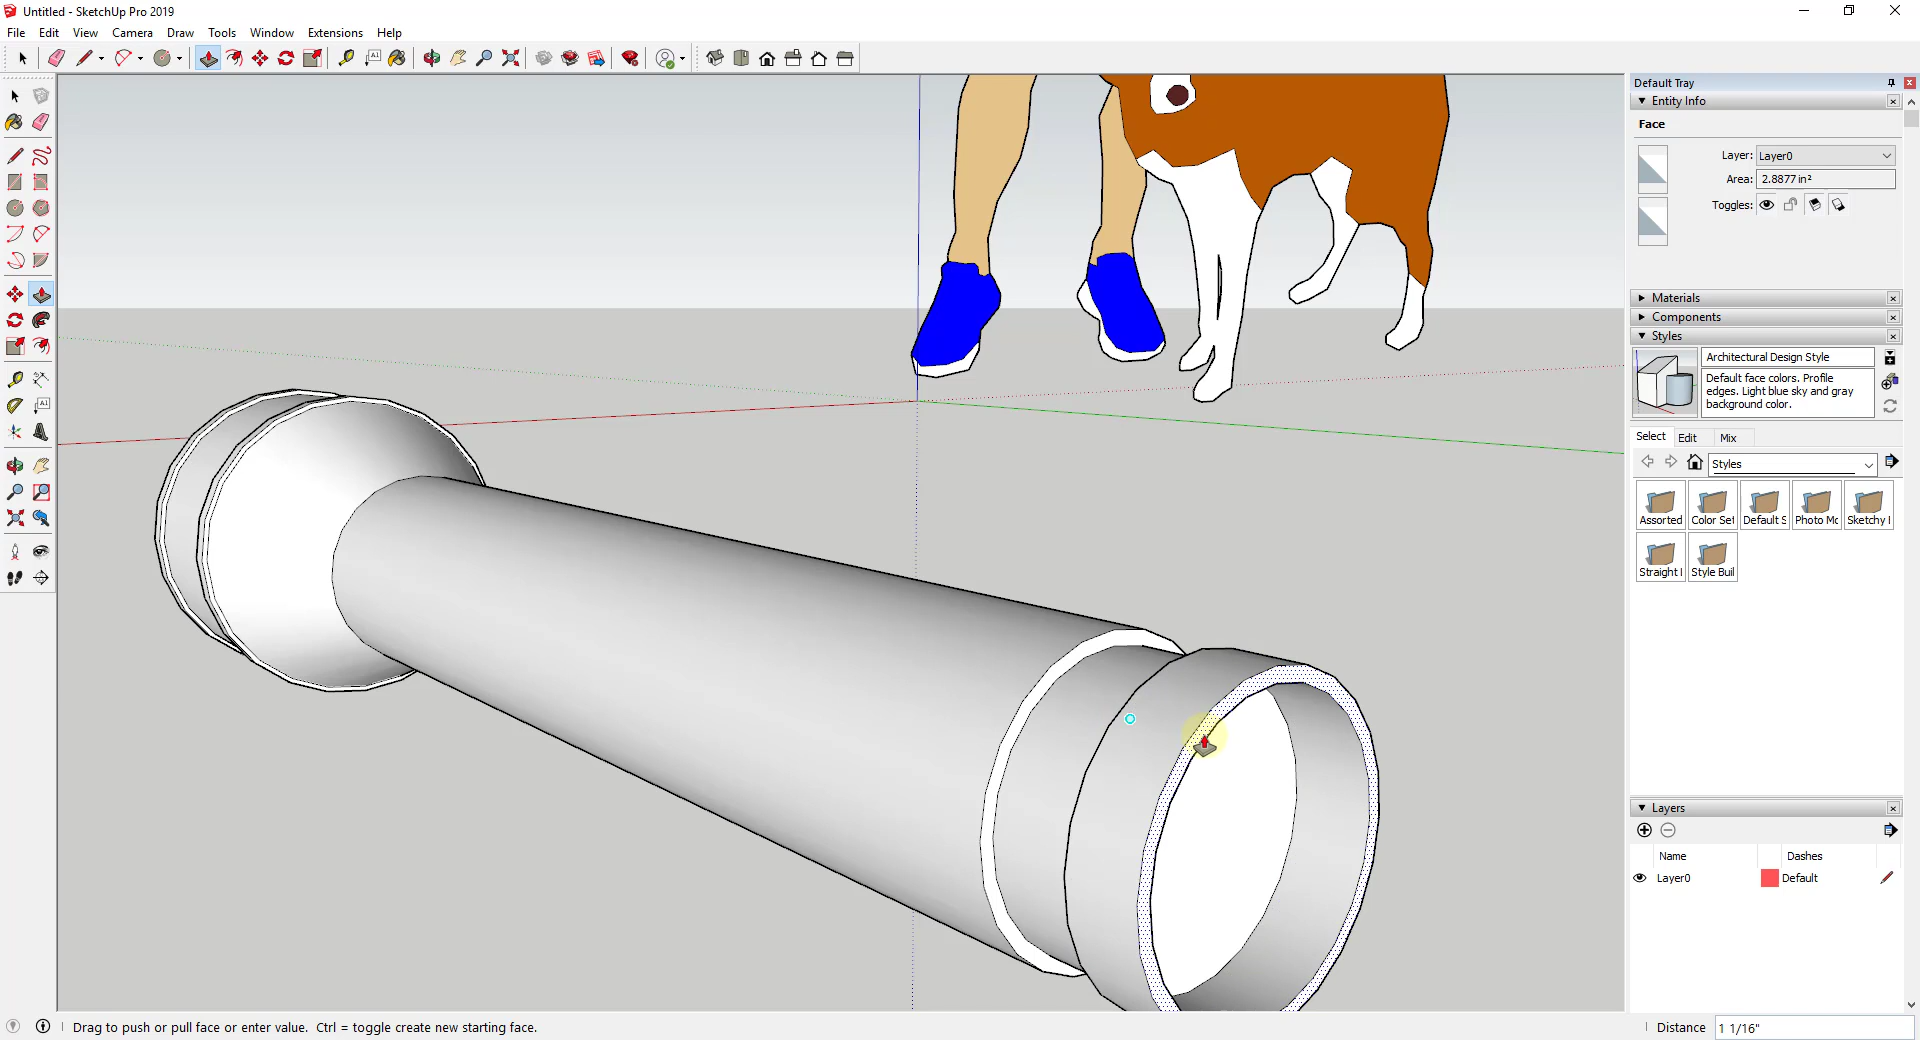 Untitled - SketchUp Pro 2019
File Edit View Camera Draw Tools Window Extensions Help
A1
Default Tray
Entity Info
Face
Layer: Layer0
Area: 2.8877 in²
Toggles:
Materials
Components
Styles
Architectural Design Style
Default face colors. Profile
edges. Light blue sky and gray
background color.
Select Edit Mix
Styles
Assorted Color Set Default S Photo Mo Sketchy I
Straight I Style Buil
Layers
Name Dashes
Layer0 Default
A1
Drag to push or pull face or enter value. Ctrl = toggle create new starting face.
Distance 1 1/16"